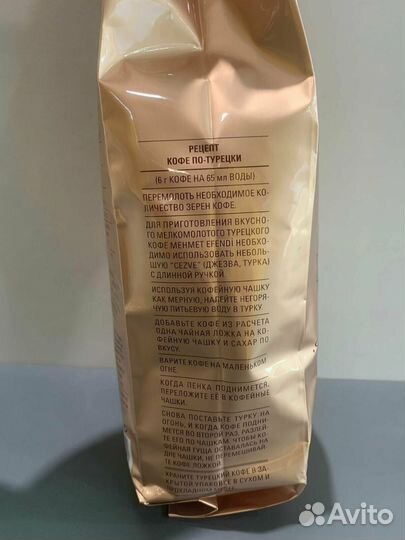 РЕЦЕПТ
КОФЕ ПО-ТУРЕЦКИ
(6 г КОФЕ НА 65 мл ВОДЫ)
ПЕРЕМОЛОТЬ НЕОБХОДИМОЕ КО-
ЛИЧЕСТВО ЗЕРЕН КОФЕ.
ДЛЯ ПРИГОТОВЛЕНИЯ ВКУСНО-
ГО МЕЛКОМОЛОТОГО ТУРЕЦКОГО
КОФЕ МЕХМЕТ EFENDİ НЕОБХО-
ДИМО ИСПОЛЬЗОВАТЬ НЕБОЛЬ-
ШУЮ "CEZVE" (ДЖЕЗВА, ТУРКА)
С ДЛИННОЙ РУЧКОЙ.
ИСПОЛЬЗУЯ КОФЕЙНУЮ ЧАШКУ
КАК МЕРНУЮ, НАЛЕЙТЕ НЕГОРЯ-
ЧУЮ ПИТЬЕВУЮ ВОДУ В ТУРКУ.
ДОБАВЬТЕ КОФЕ ИЗ РАСЧЕТА
ОДНА ЧАЙНАЯ ЛОЖКА НА КО-
ФЕЙНУЮ ЧАШКУ И САХАР ПО
ВКУСУ.
ВАРИТЕ КОФЕ НА МАЛЕНЬКОМ
ОГНЕ.
КОГДА ПЕНКА ПОДНИМЕТСЯ,
ПЕРЕЛОЖИТЕ ЕЁ В КОФЕЙНЫЕ
ЧАШКИ.
СНОВА ПОСТАВЬТЕ ТУРКУ НА
ОГОНЬ, И КОГДА КОФЕ ПОДНИ
МЕТСЯ ВО ВТОРОЙ РАЗ, РАЗЛЕЙ
ТЕ ЕГО ПО ЧАШКАМ, ЧТОБЫ КО
ФЕЙНАЯ ГУЩА ОСТАВАЛАСЬ НА
ДНЕ ЧАШКИ, НЕ ПЕРЕМЕШИВАЙ
ТЕ КОФЕ ЛОЖКОЙ
ХРАНИТЕ ТУРЕЦКИЙ КОФЕ В ЗА
КРЫТОЙ УПАКОВКЕ В СУХОМ И
ПРОХЛАДНОМ МЕСТЕ
Avito